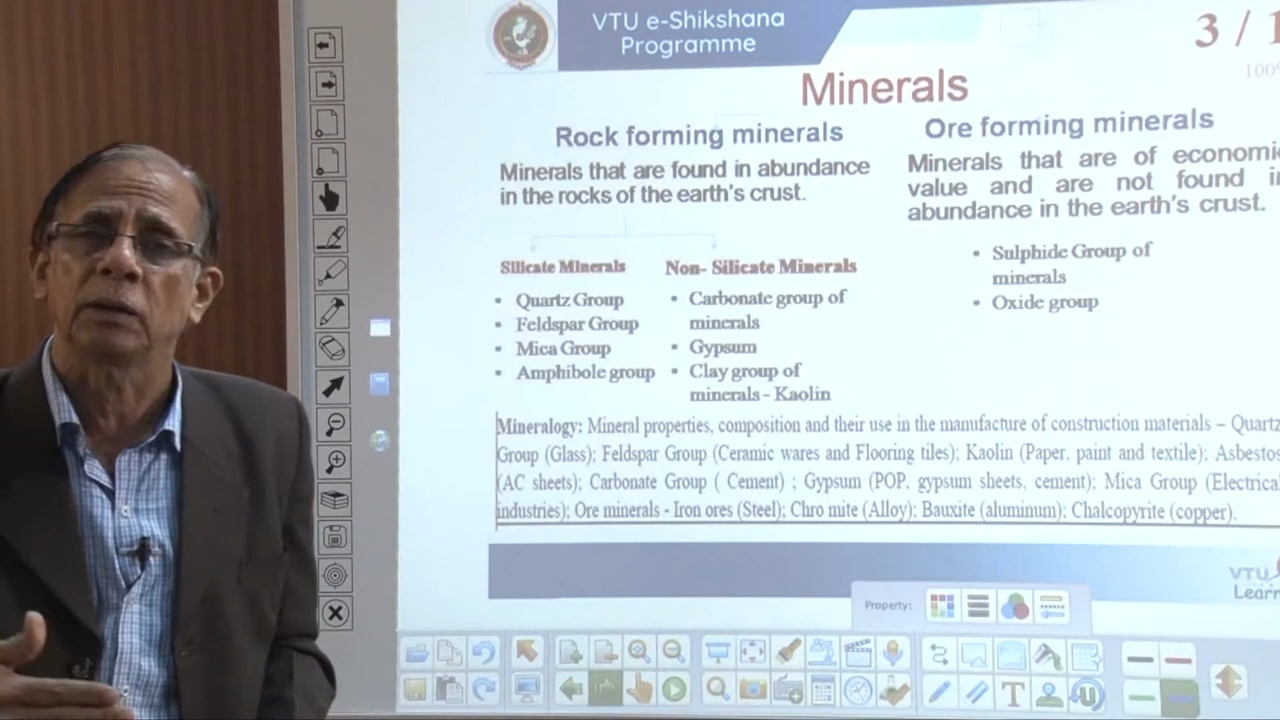 VTU e-Shikshana
Programme
3 / 1
100%
Minerals
Rock forming minerals
Minerals that are found in abundance
in the rocks of the earth's crust.
Ore forming minerals
Minerals that are of economic
value and are not found in
abundance in the earth's crust.
Silicate Minerals
• Quartz Group
• Feldspar Group
• Mica Group
• Amphibole group
Non- Silicate Minerals
• Carbonate group of
minerals
• Gypsum
• Clay group of
minerals – Kaolin
• Sulphide Group of
minerals
• Oxide group
Mineralogy: Mineral properties, composition and their use in the manufacture of construction materials – Quartz
Group (Glass); Feldspar Group (Ceramic wares and Flooring tiles); Kaolin (Paper, paint and textile); Asbestos
(AC sheets); Carbonate Group ( Cement) ; Gypsum (POP, gypsum sheets, cement); Mica Group (Electrical
industries); Ore minerals - Iron ores (Steel); Chro mite (Alloy); Bauxite (aluminum); Chalcopyrite (copper).
VTU
Learn
Property: